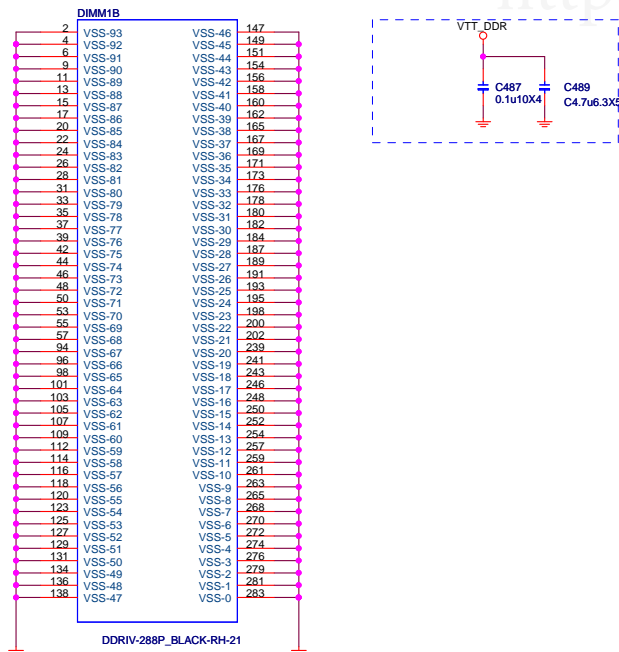 http
DIMM1B
2 VSS-93 VSS-46 147
4 VSS-92 VSS-45 149
6 VSS-91 VSS-44 151
9 VSS-90 VSS-43 154
11 VSS-89 VSS-42 156
13 VSS-88 VSS-41 158
15 VSS-87 VSS-40 160
17 VSS-86 VSS-39 162
20 VSS-85 VSS-38 165
22 VSS-84 VSS-37 167
24 VSS-83 VSS-36 169
26 VSS-82 VSS-35 171
28 VSS-81 VSS-34 173
31 VSS-80 VSS-33 176
33 VSS-79 VSS-32 178
35 VSS-78 VSS-31 180
37 VSS-77 VSS-30 182
39 VSS-76 VSS-29 184
42 VSS-75 VSS-28 187
44 VSS-74 VSS-27 189
46 VSS-73 VSS-26 191
48 VSS-72 VSS-25 193
50 VSS-71 VSS-24 195
53 VSS-70 VSS-23 198
55 VSS-69 VSS-22 200
57 VSS-68 VSS-21 202
94 VSS-67 VSS-20 239
96 VSS-66 VSS-19 241
98 VSS-65 VSS-18 243
101 VSS-64 VSS-17 246
103 VSS-63 VSS-16 248
105 VSS-62 VSS-15 250
107 VSS-61 VSS-14 252
109 VSS-60 VSS-13 254
112 VSS-59 VSS-12 257
114 VSS-58 VSS-11 259
116 VSS-57 VSS-10 261
118 VSS-56 VSS-9 263
120 VSS-55 VSS-8 265
123 VSS-54 VSS-7 268
125 VSS-53 VSS-6 270
127 VSS-52 VSS-5 272
129 VSS-51 VSS-4 274
131 VSS-50 VSS-3 276
134 VSS-49 VSS-2 279
136 VSS-48 VSS-1 281
138 VSS-47 VSS-0 283
DDRIV-288P_BLACK-RH-21
VTT_DDR
C487
0.1u10X4
C489
C4.7u6.3X5